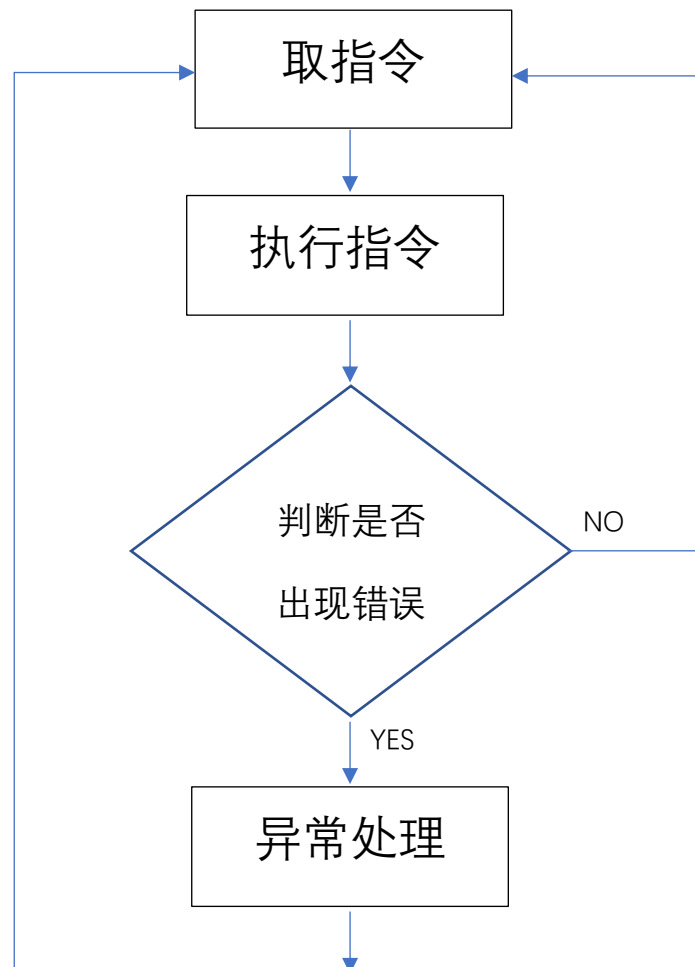 取指令
执行指令
判断是否
出现错误
NO
YES
异常处理